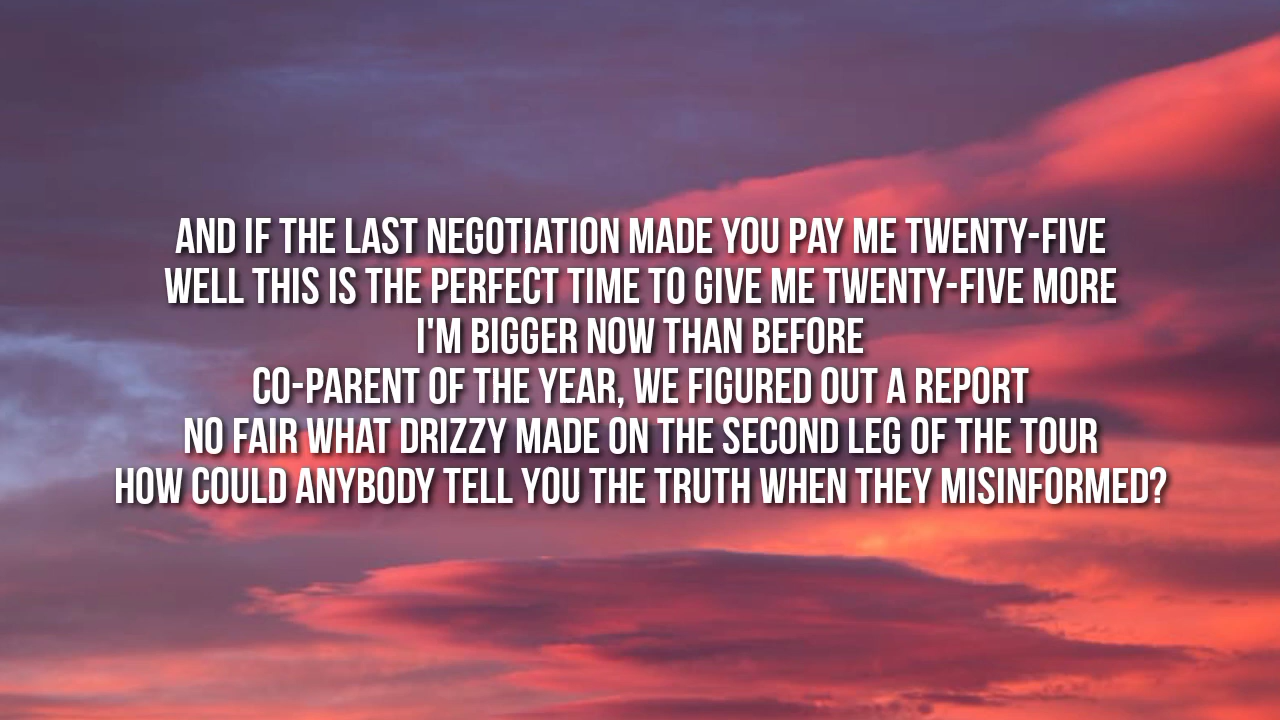 AND IF THE LAST NEGOTIATION MADE YOU PAY ME TWENTY-FIVE
WELL THIS IS THE PERFECT TIME TO GIVE ME TWENTY-FIVE MORE
I'M BIGGER NOW THAN BEFORE
CO-PARENT OF THE YEAR, WE FIGURED OUT A REPORT
NO FAIR WHAT DRIZZY MADE ON THE SECOND LEG OF THE TOUR
HOW COULD ANYBODY TELL YOU THE TRUTH WHEN THEY MISINFORMED?